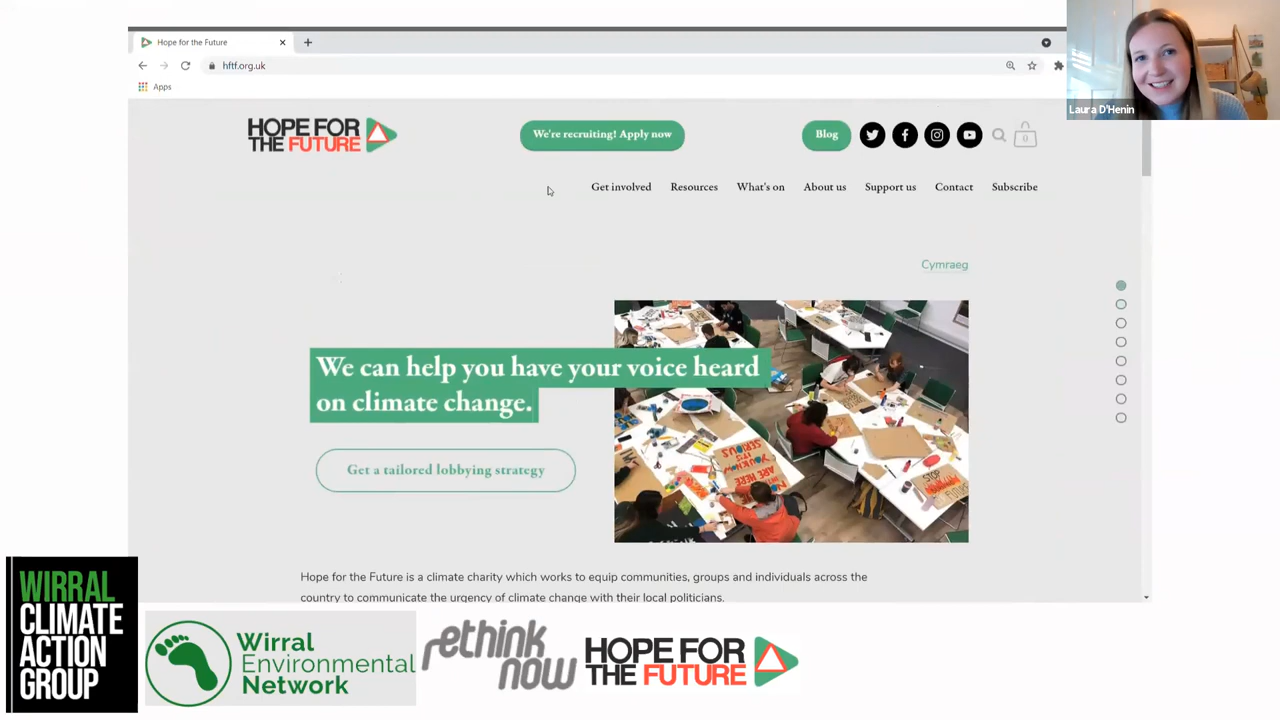 Hope for the Future
hftf.org.uk
Apps
Laura D'Henin
HOPE FOR
THE FUTURE
We're recruiting! Apply now
Blog
0
Get involved
Resources
What's on
About us
Support us
Contact
Subscribe
Cymraeg
We can help you have your voice heard
on climate change.
Get a tailored lobbying strategy
Hope for the Future is a climate charity which works to equip communities, groups and individuals across the
country to communicate the urgency of climate change with their local politicians.
WIRRAL
CLIMATE
ACTION
GROUP
Wirral
Environmental
Network
rethink
now
HOPE FOR
THE FUTURE